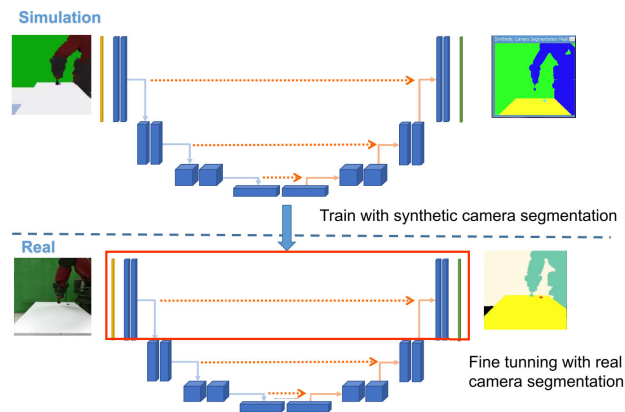 Simulation
Synthetic Camera Segmentation Mask
Train with synthetic camera segmentation
Real
Fine tunning with real
camera segmentation